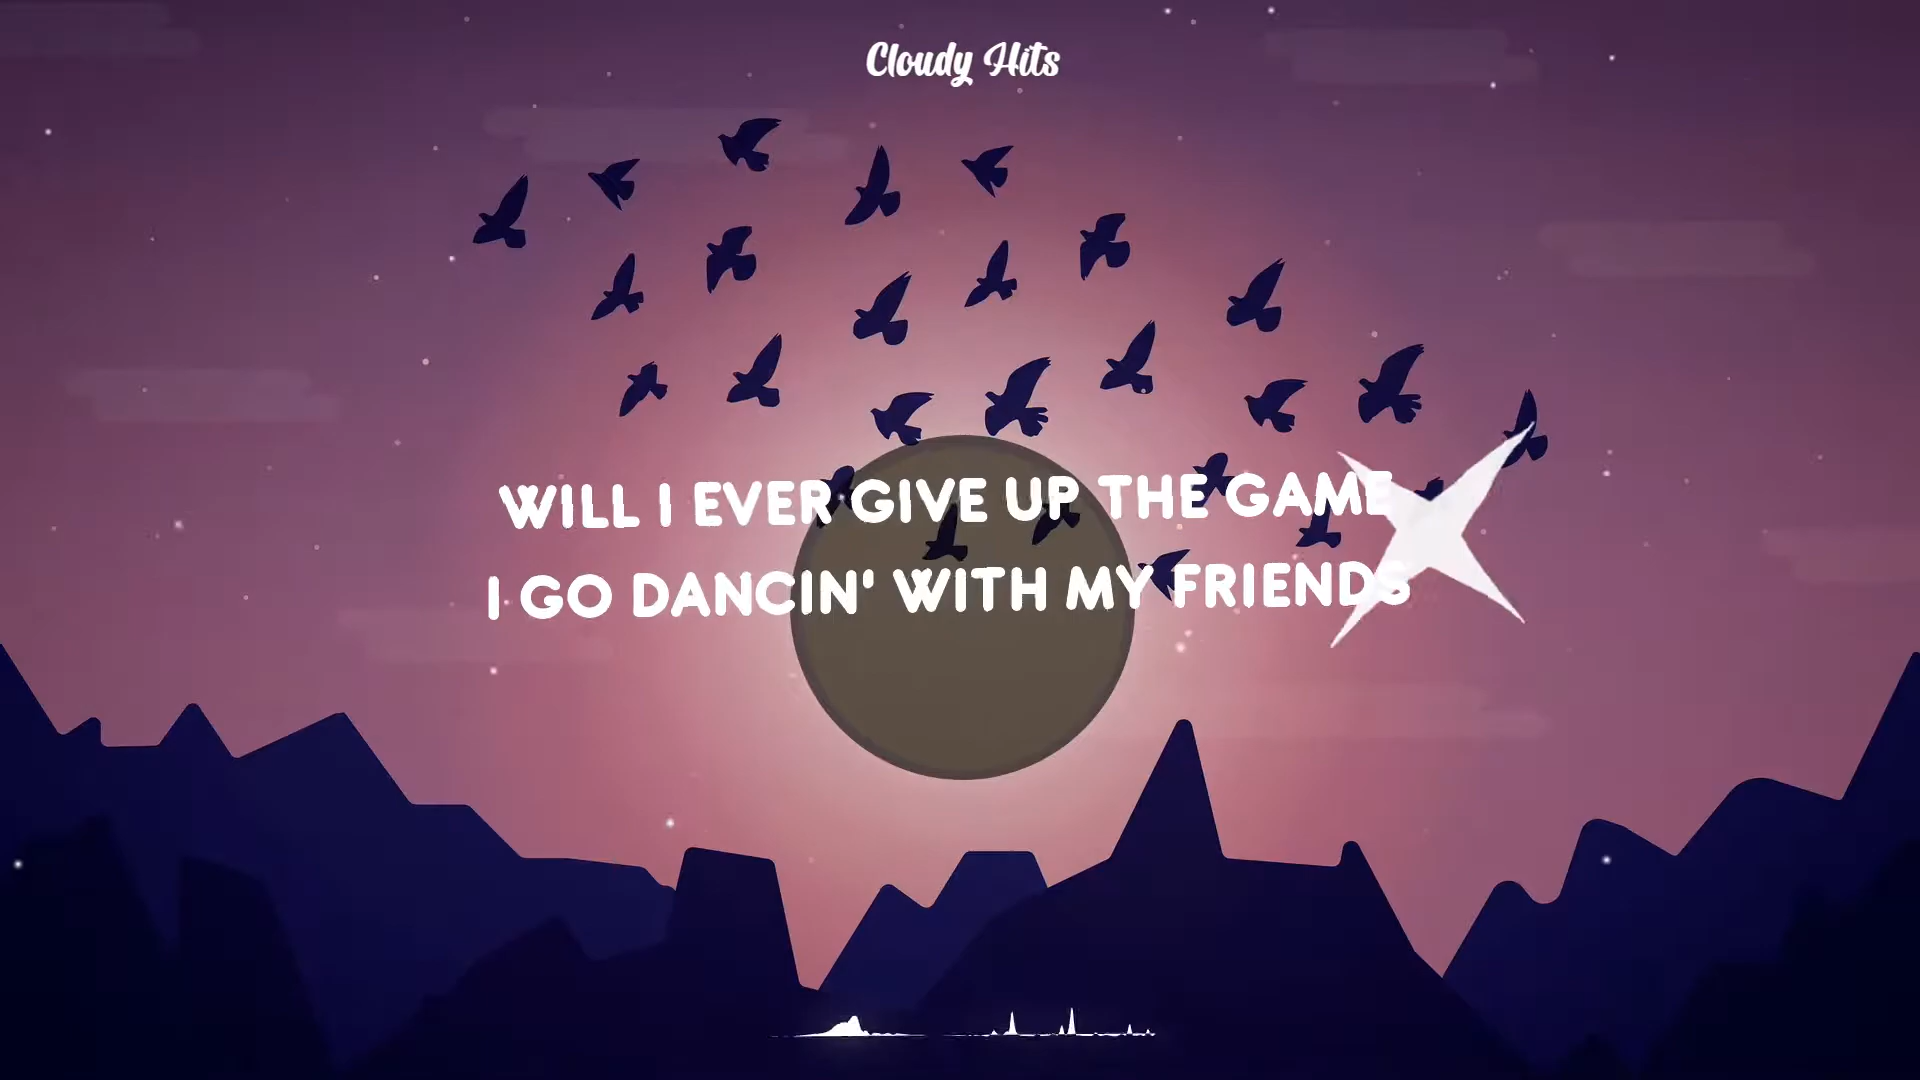 Cloudy Hits
WILL I EVER GIVE UP THE GAME
I GO DANCIN' WITH MY FRIENDS